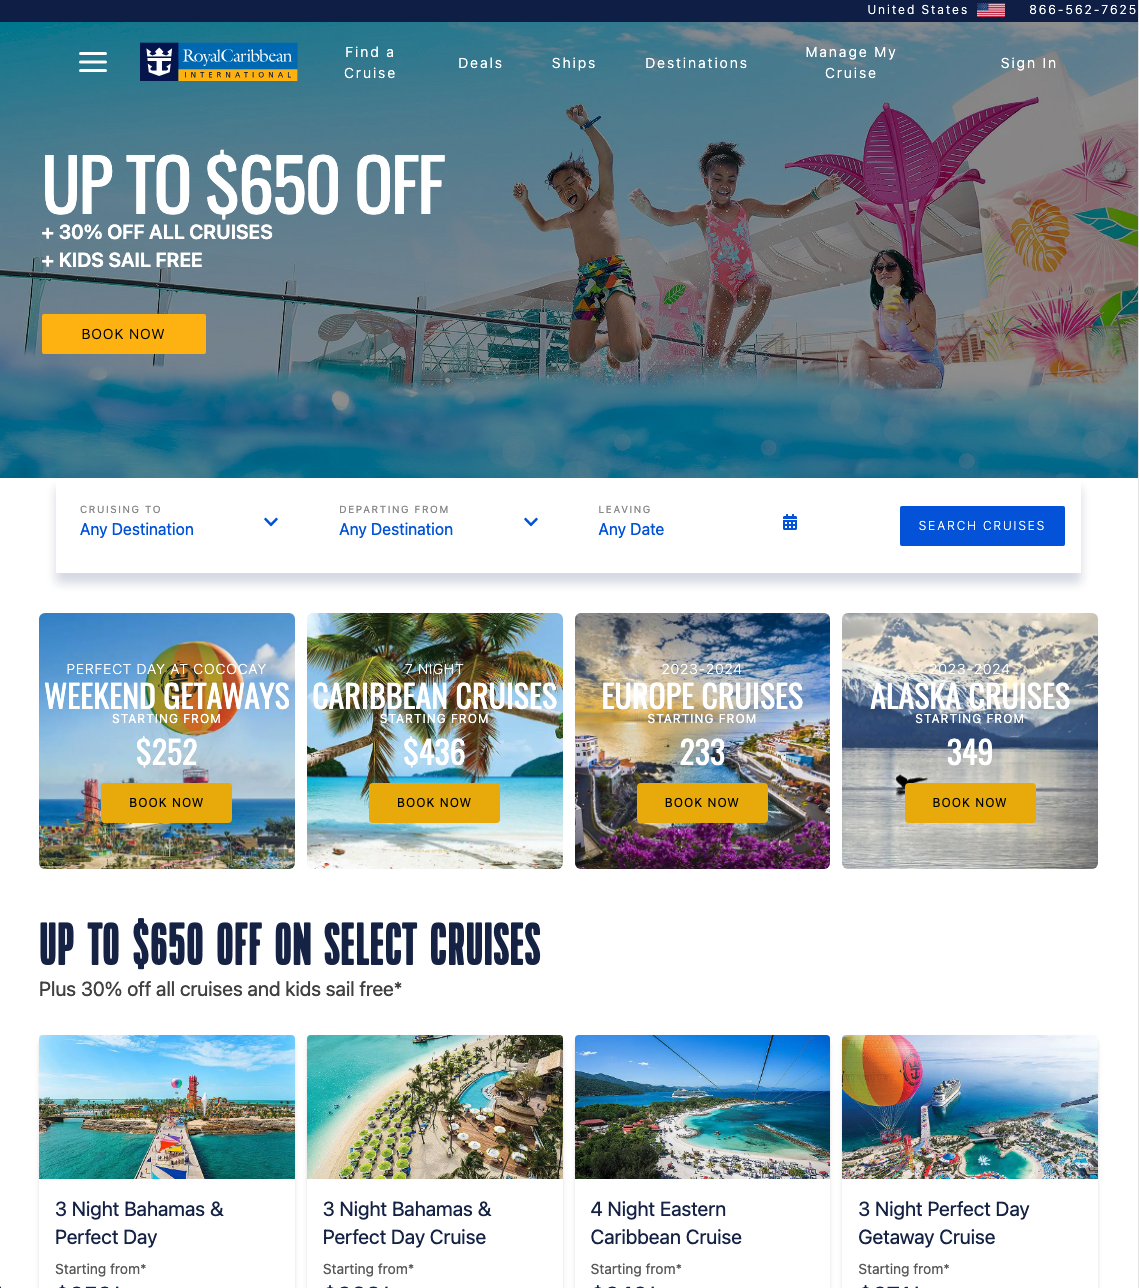 United States 866-562-7625
RoyalCaribbean
INTERNATIONAL
Find a
Cruise
Deals
Ships
Destinations
Manage My
Cruise
Sign In
UP TO $650 OFF
+ 30% OFF ALL CRUISES
+ KIDS SAIL FREE
BOOK NOW
CRUISING TO
Any Destination
DEPARTING FROM
Any Destination
LEAVING
Any Date
SEARCH CRUISES
PERFECT DAY AT COCOCAY
WEEKEND GETAWAYS
STARTING FROM
$252
BOOK NOW
7 NIGHT
CARIBBEAN CRUISES
STARTING FROM
$436
BOOK NOW
2023-2024
EUROPE CRUISES
STARTING FROM
233
BOOK NOW
2023-2024
ALASKA CRUISES
STARTING FROM
349
BOOK NOW
UP TO $650 OFF ON SELECT CRUISES
Plus 30% off all cruises and kids sail free*
3 Night Bahamas &
Perfect Day
Starting from*
3 Night Bahamas &
Perfect Day Cruise
Starting from*
4 Night Eastern
Caribbean Cruise
Starting from*
3 Night Perfect Day
Getaway Cruise
Starting from*